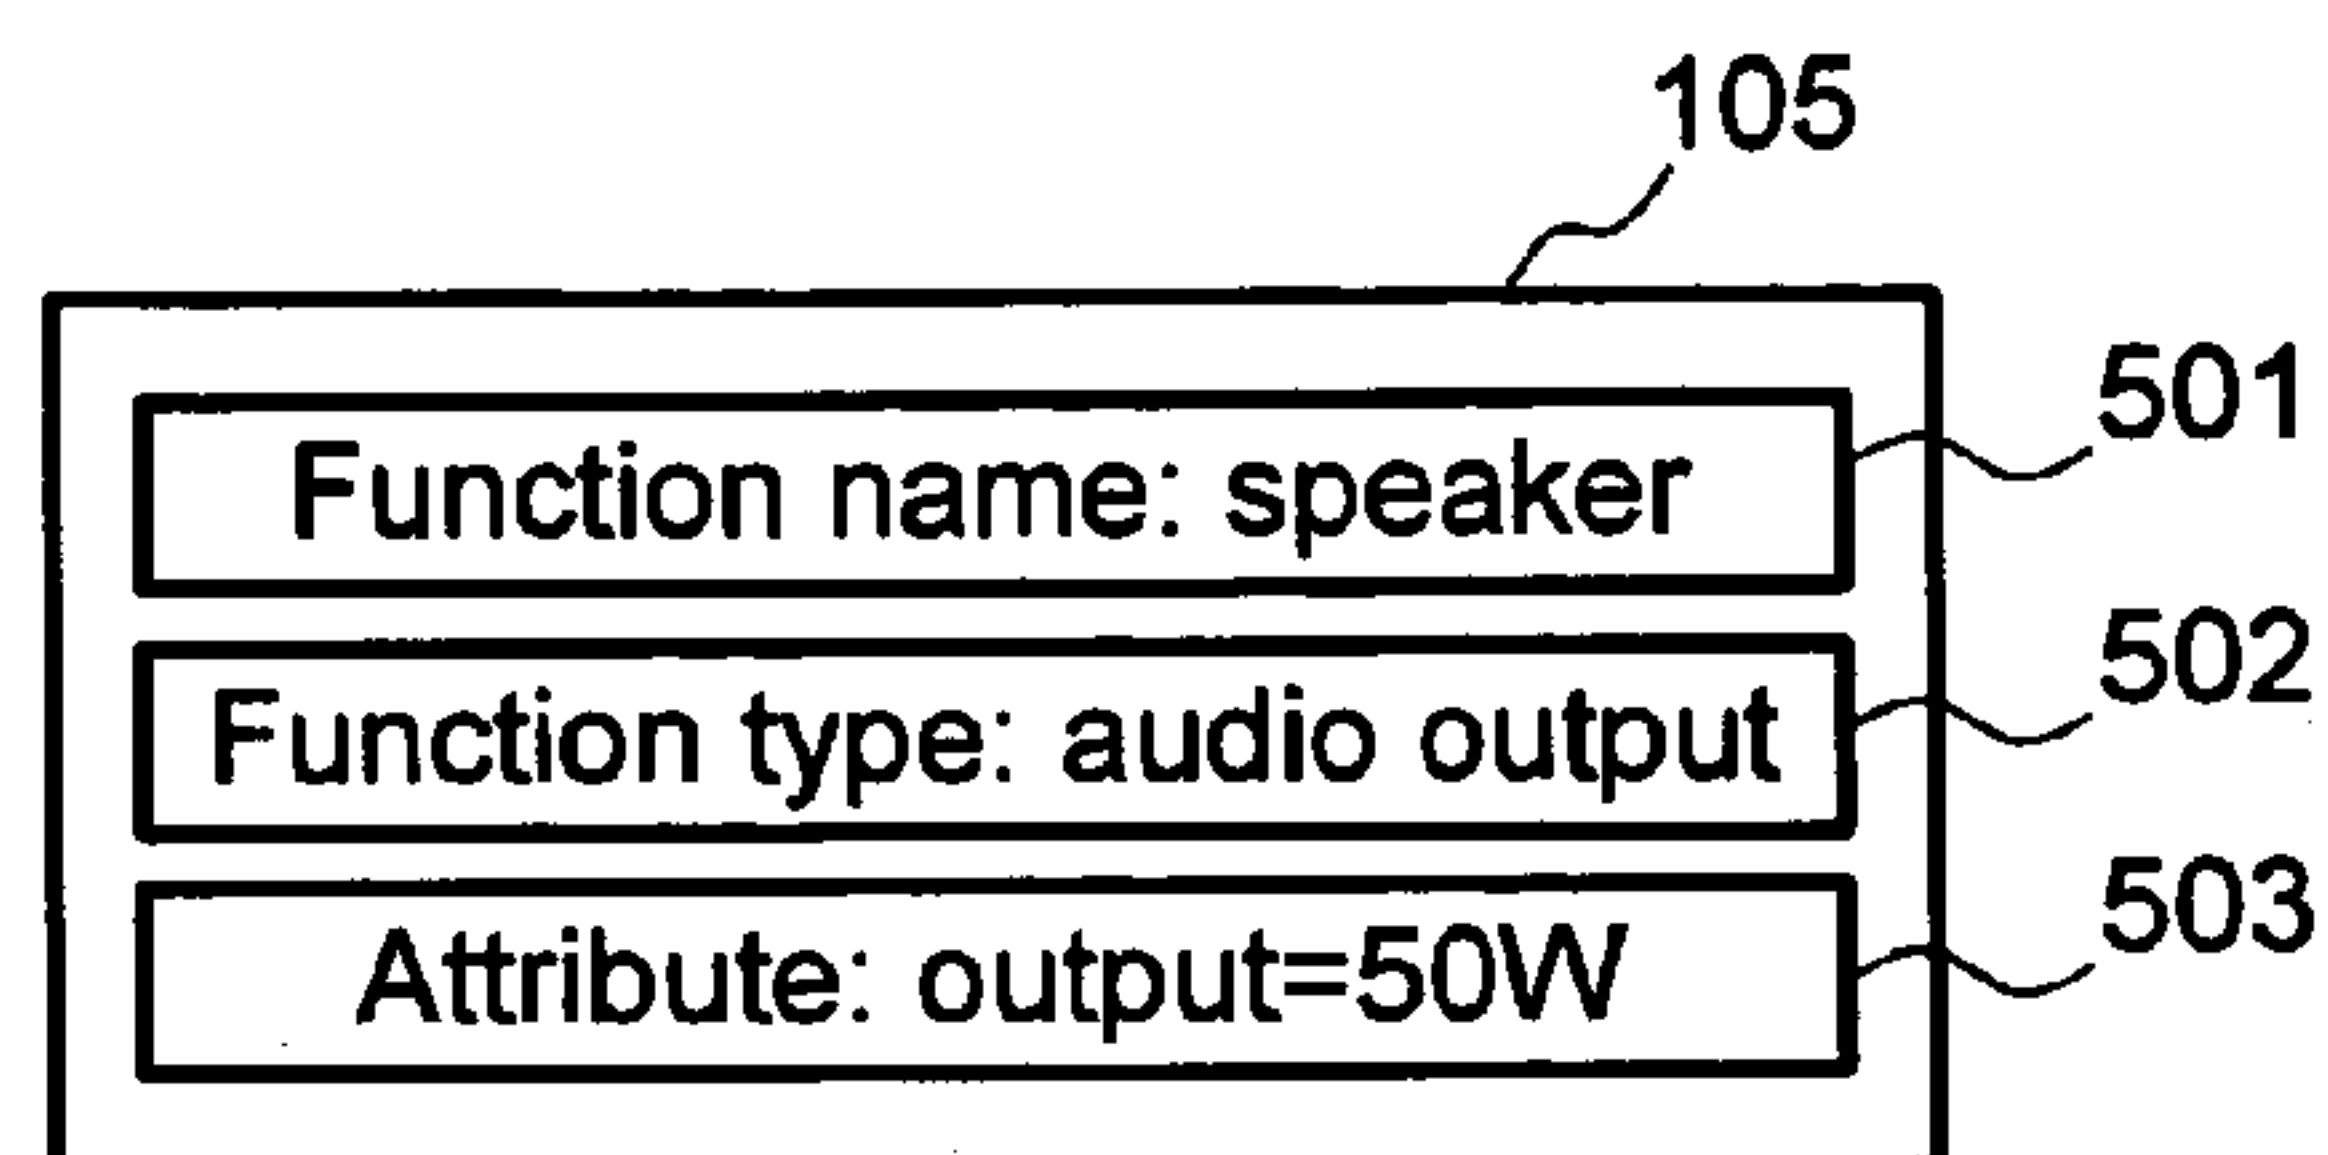 105
Function name: speaker
501
Function type: audio output
502
Attribute: output=50W
503